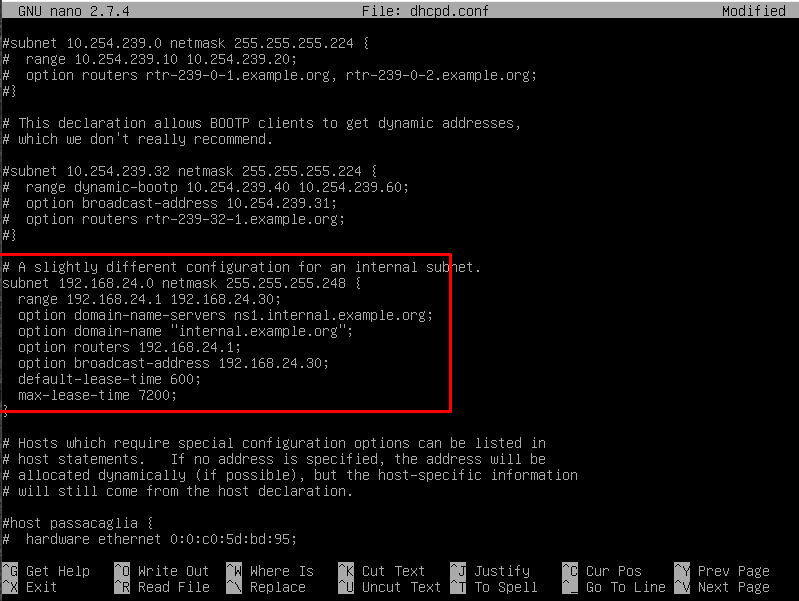 GNU nano 2.7.4 File: dhcpd.conf Modified
#subnet 10.254.239.0 netmask 255.255.255.224 {
#  range 10.254.239.10 10.254.239.20;
#  option routers rtr-239-0-1.example.org, rtr-239-0-2.example.org;
#}
# This declaration allows BOOTP clients to get dynamic addresses,
# which we don't really recommend.
#subnet 10.254.239.32 netmask 255.255.255.224 {
#  range dynamic-bootp 10.254.239.40 10.254.239.60;
#  option broadcast-address 10.254.239.31;
#  option routers rtr-239-32-1.example.org;
#}
# A slightly different configuration for an internal subnet.
subnet 192.168.24.0 netmask 255.255.255.248 {
  range 192.168.24.1 192.168.24.30;
  option domain-name-servers ns1.internal.example.org;
  option domain-name "internal.example.org";
  option routers 192.168.24.1;
  option broadcast-address 192.168.24.30;
  default-lease-time 600;
  max-lease-time 7200;
}
# Hosts which require special configuration options can be listed in
# host statements.   If no address is specified, the address will be
# allocated dynamically (if possible), but the host-specific information
# will still come from the host declaration.
#host passacaglia {
#  hardware ethernet 0:0:c0:5d:bd:95;
^G Get Help ^O Write Out ^W Where Is ^K Cut Text ^J Justify ^C Cur Pos ^Y Prev Page
^X Exit ^R Read File ^\ Replace ^U Uncut Text ^T To Spell ^_ Go To Line ^V Next Page